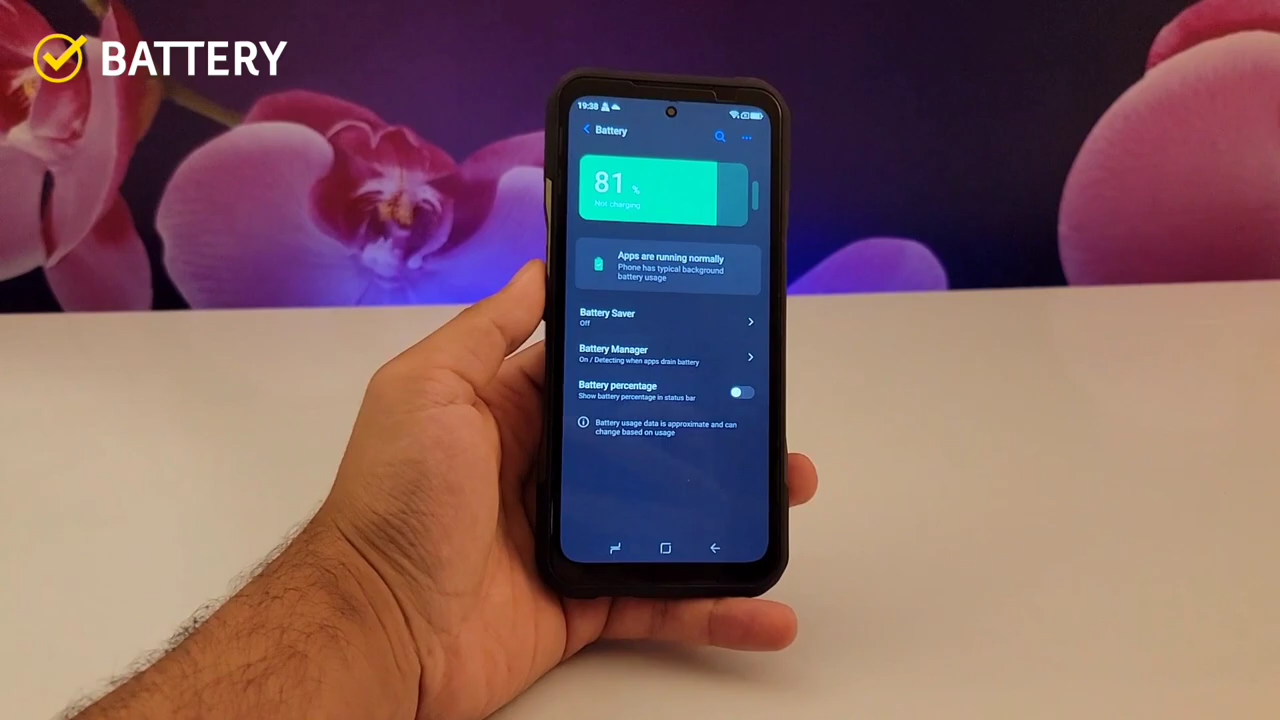 BATTERY
19:38
Battery
81 %
Not charging
Apps are running normally
Phone has typical background
battery usage
Battery Saver
Off
Battery Manager
On / Detecting when apps drain battery
Battery percentage
Show battery percentage in status bar
Battery usage data is approximate and can
change based on usage